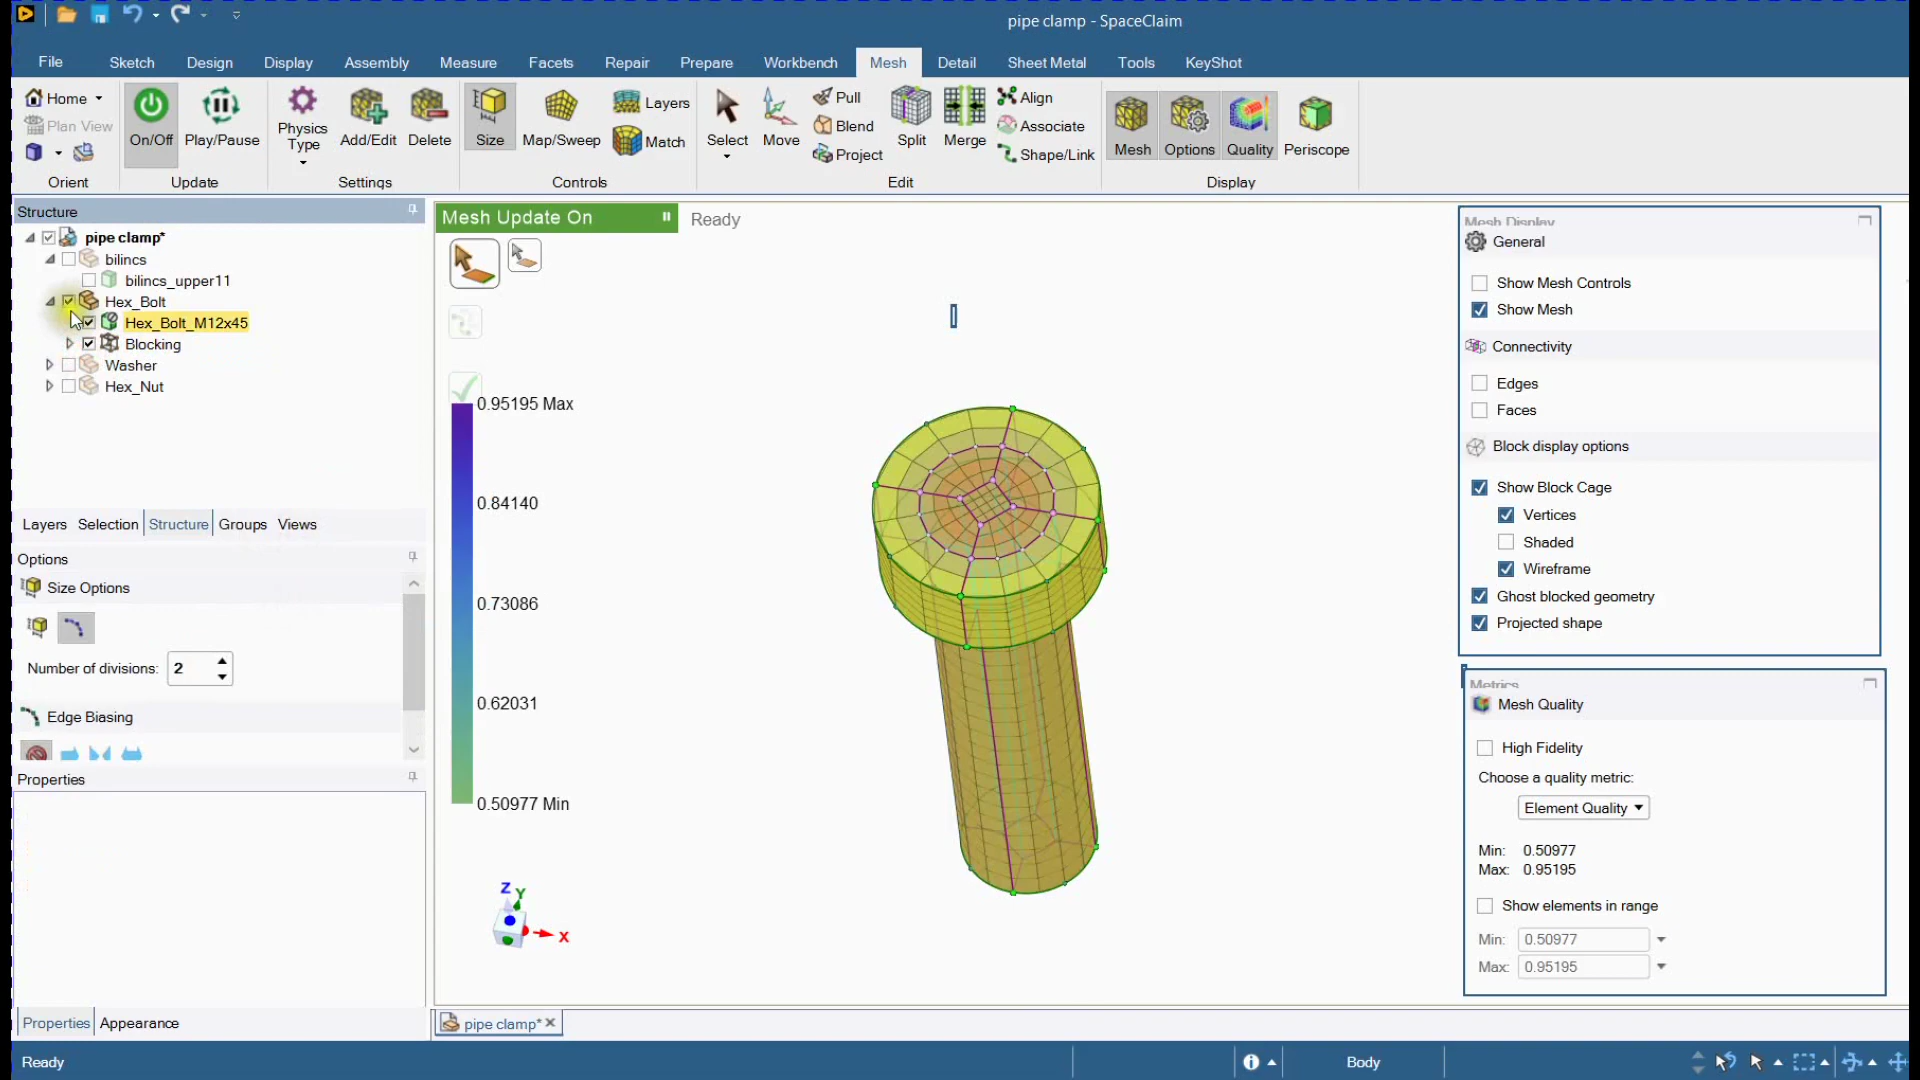 pipe clamp - SpaceClaim
File Sketch Design Display Assembly Measure Facets Repair Prepare Workbench Mesh Detail Sheet Metal Tools KeyShot
Home
Plan View
Orient
On/Off
Play/Pause
Update
Physics Type
Add/Edit
Delete
Settings
Size
Map/Sweep
Layers
Match
Controls
Select
Move
Pull
Blend
Project
Split
Merge
Align
Associate
Shape/Link
Edit
Mesh
Options
Quality
Periscope
Display
Structure
pipe clamp*
bilincs
bilincs_upper11
Hex_Bolt
Hex_Bolt_M12x45
Blocking
Washer
Hex_Nut
Layers Selection Structure Groups Views
Options
Size Options
Number of divisions: 2
Edge Biasing
Properties
Properties Appearance
Mesh Update On
Ready
0.95195 Max
0.84140
0.73086
0.62031
0.50977 Min
Z
Y
X
pipe clamp*
Mesh Display
General
Show Mesh Controls
Show Mesh
Connectivity
Edges
Faces
Block display options
Show Block Cage
Vertices
Shaded
Wireframe
Ghost blocked geometry
Projected shape
Metrics
Mesh Quality
High Fidelity
Choose a quality metric:
Element Quality
Min: 0.50977
Max: 0.95195
Show elements in range
Min: 0.50977
Max: 0.95195
Ready
Body